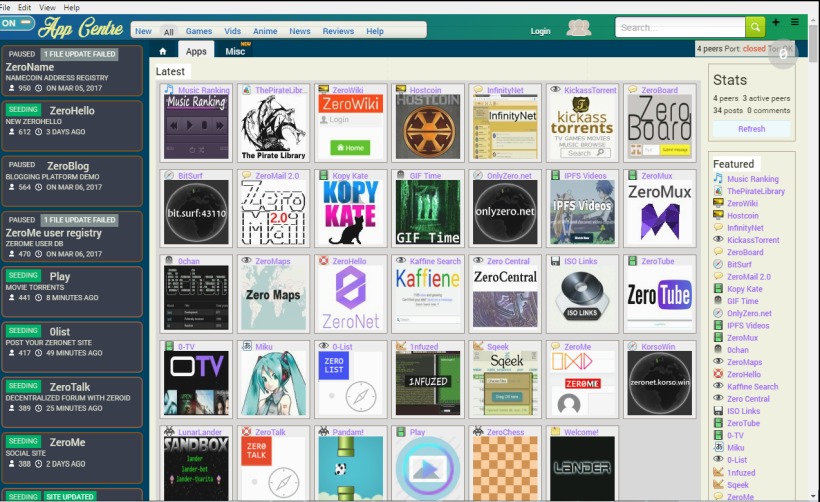 File Edit View Help
ON
App Centre
New All Games Vids Anime News Reviews Help
Login
Search...
Apps
Misc
NEW
4 peers Port: closed
PAUSED 1 FILE UPDATE FAILED
ZeroName
NAMECOIN ADDRESS REGISTRY
950 ON MAR 05, 2017
SEEDING ZeroHello
NEW ZEROHELLO
612 3 DAYS AGO
PAUSED ZeroBlog
BLOGGING PLATFORM DEMO
564 ON MAR 06, 2017
PAUSED 1 FILE UPDATE FAILED
ZeroMe user registry
ZEROME USER DB
470 ON MAR 06, 2017
SEEDING Play
MOVIE TORRENTS
441 8 MINUTES AGO
SEEDING 0list
POST YOUR ZERONET SITE
417 49 MINUTES AGO
SEEDING ZeroTalk
DECENTRALIZED FORUM WITH ZEROID
389 25 MINUTES AGO
SEEDING ZeroMe
SOCIAL SITE
388 2 DAYS AGO
SEEDING SITE UPDATED
Latest
Music Ranking
Music Ranking
ThePirateLibr...
The Pirate Library
ZeroWiki
ZeroWiki
Login
Home
Hostcoin
HOSTCOIN
InfinityNet
InfinityNet
KickassTorrent
kickass
torrents
TV GAMES MOVIES
MUSIC BROWSE
Search
ZeroBoard
Zero
Board
BitSurf
bit.surf:43110
ZeroMail 2.0
Zero
Mail
2.0
Kopy Kate
KOPY
KATE
GIF Time
GIF Time
OnlyZero.net
onlyzero.net
IPFS Videos
IPFS Videos
ZeroMux
ZeroMux
0chan
ZeroMaps
Zero Maps
ZeroHello
ZeroNet
Kaffine Search
Kaffiene
Zero Central
ZeroCentral
ISO Links
ISO LINKS
ZeroTube
Zero Tube
0-TV
0TV
Miku
0-List
ZERO
LIST
1nfuzed
1NFUZED
Sqeek
Sqeek
ZeroMe
ZERØME
KorsoWin
zeronet.korso.win
LunarLander
SANDBOX
lander
lander-bot
lander-tkarita
ZeroTalk
ZERØ
TALK
Pandam!
Play
ZeroChess
Welcome!
LANDER
Stats
4 peers 3 active peers
34 posts 0 comments
Refresh
Featured
Music Ranking
ThePirateLibrary
ZeroWiki
Hostcoin
InfinityNet
KickassTorrent
ZeroBoard
BitSurf
ZeroMail 2.0
Kopy Kate
GIF Time
OnlyZero.net
IPFS Videos
ZeroMux
0chan
ZeroMaps
ZeroHello
Kaffine Search
Zero Central
ISO Links
ZeroTube
0-TV
Miku
0-List
1nfuzed
Sqeek
ZeroMe